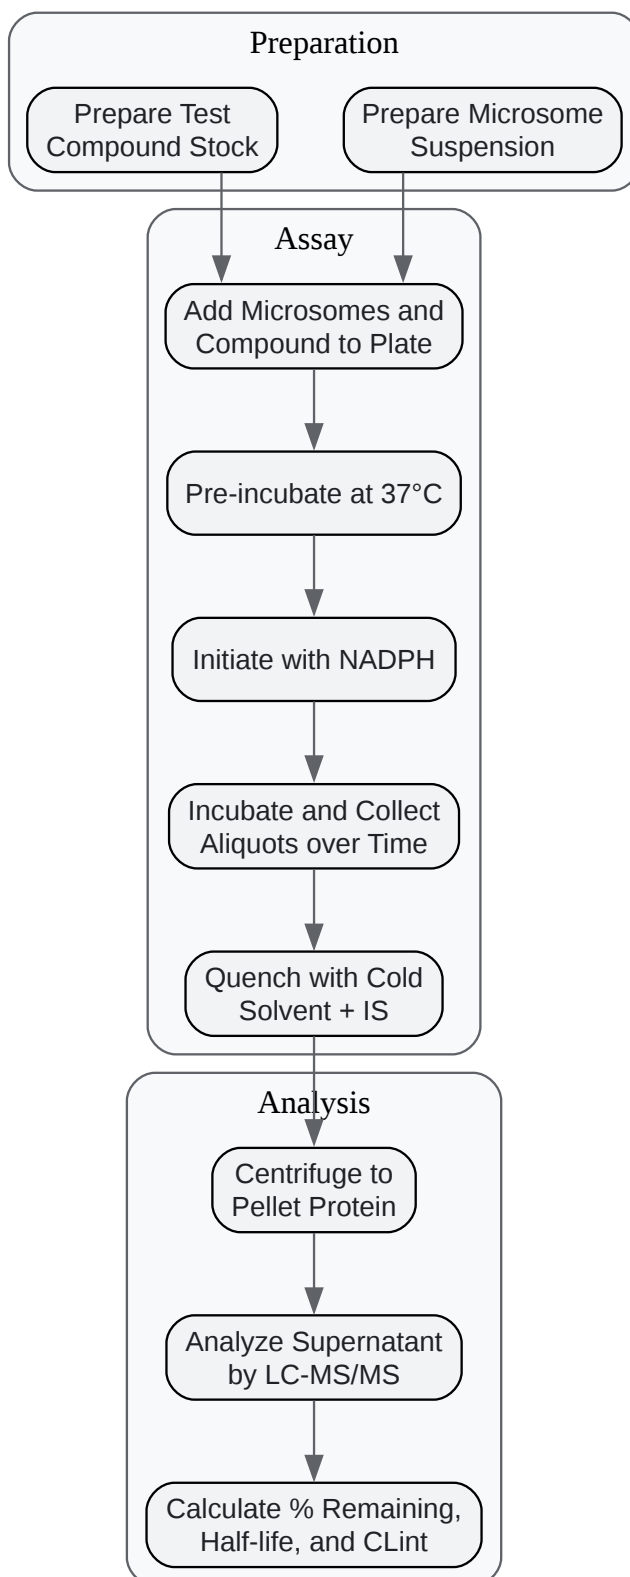 Preparation
Prepare Test
Compound Stock
Prepare Microsome
Suspension
Assay
Add Microsomes and
Compound to Plate
Pre-incubate at 37°C
Initiate with NADPH
Incubate and Collect
Aliquots over Time
Quench with Cold
Solvent + IS
Analysis
Centrifuge to
Pellet Protein
Analyze Supernatant
by LC-MS/MS
Calculate % Remaining,
Half-life, and CLint